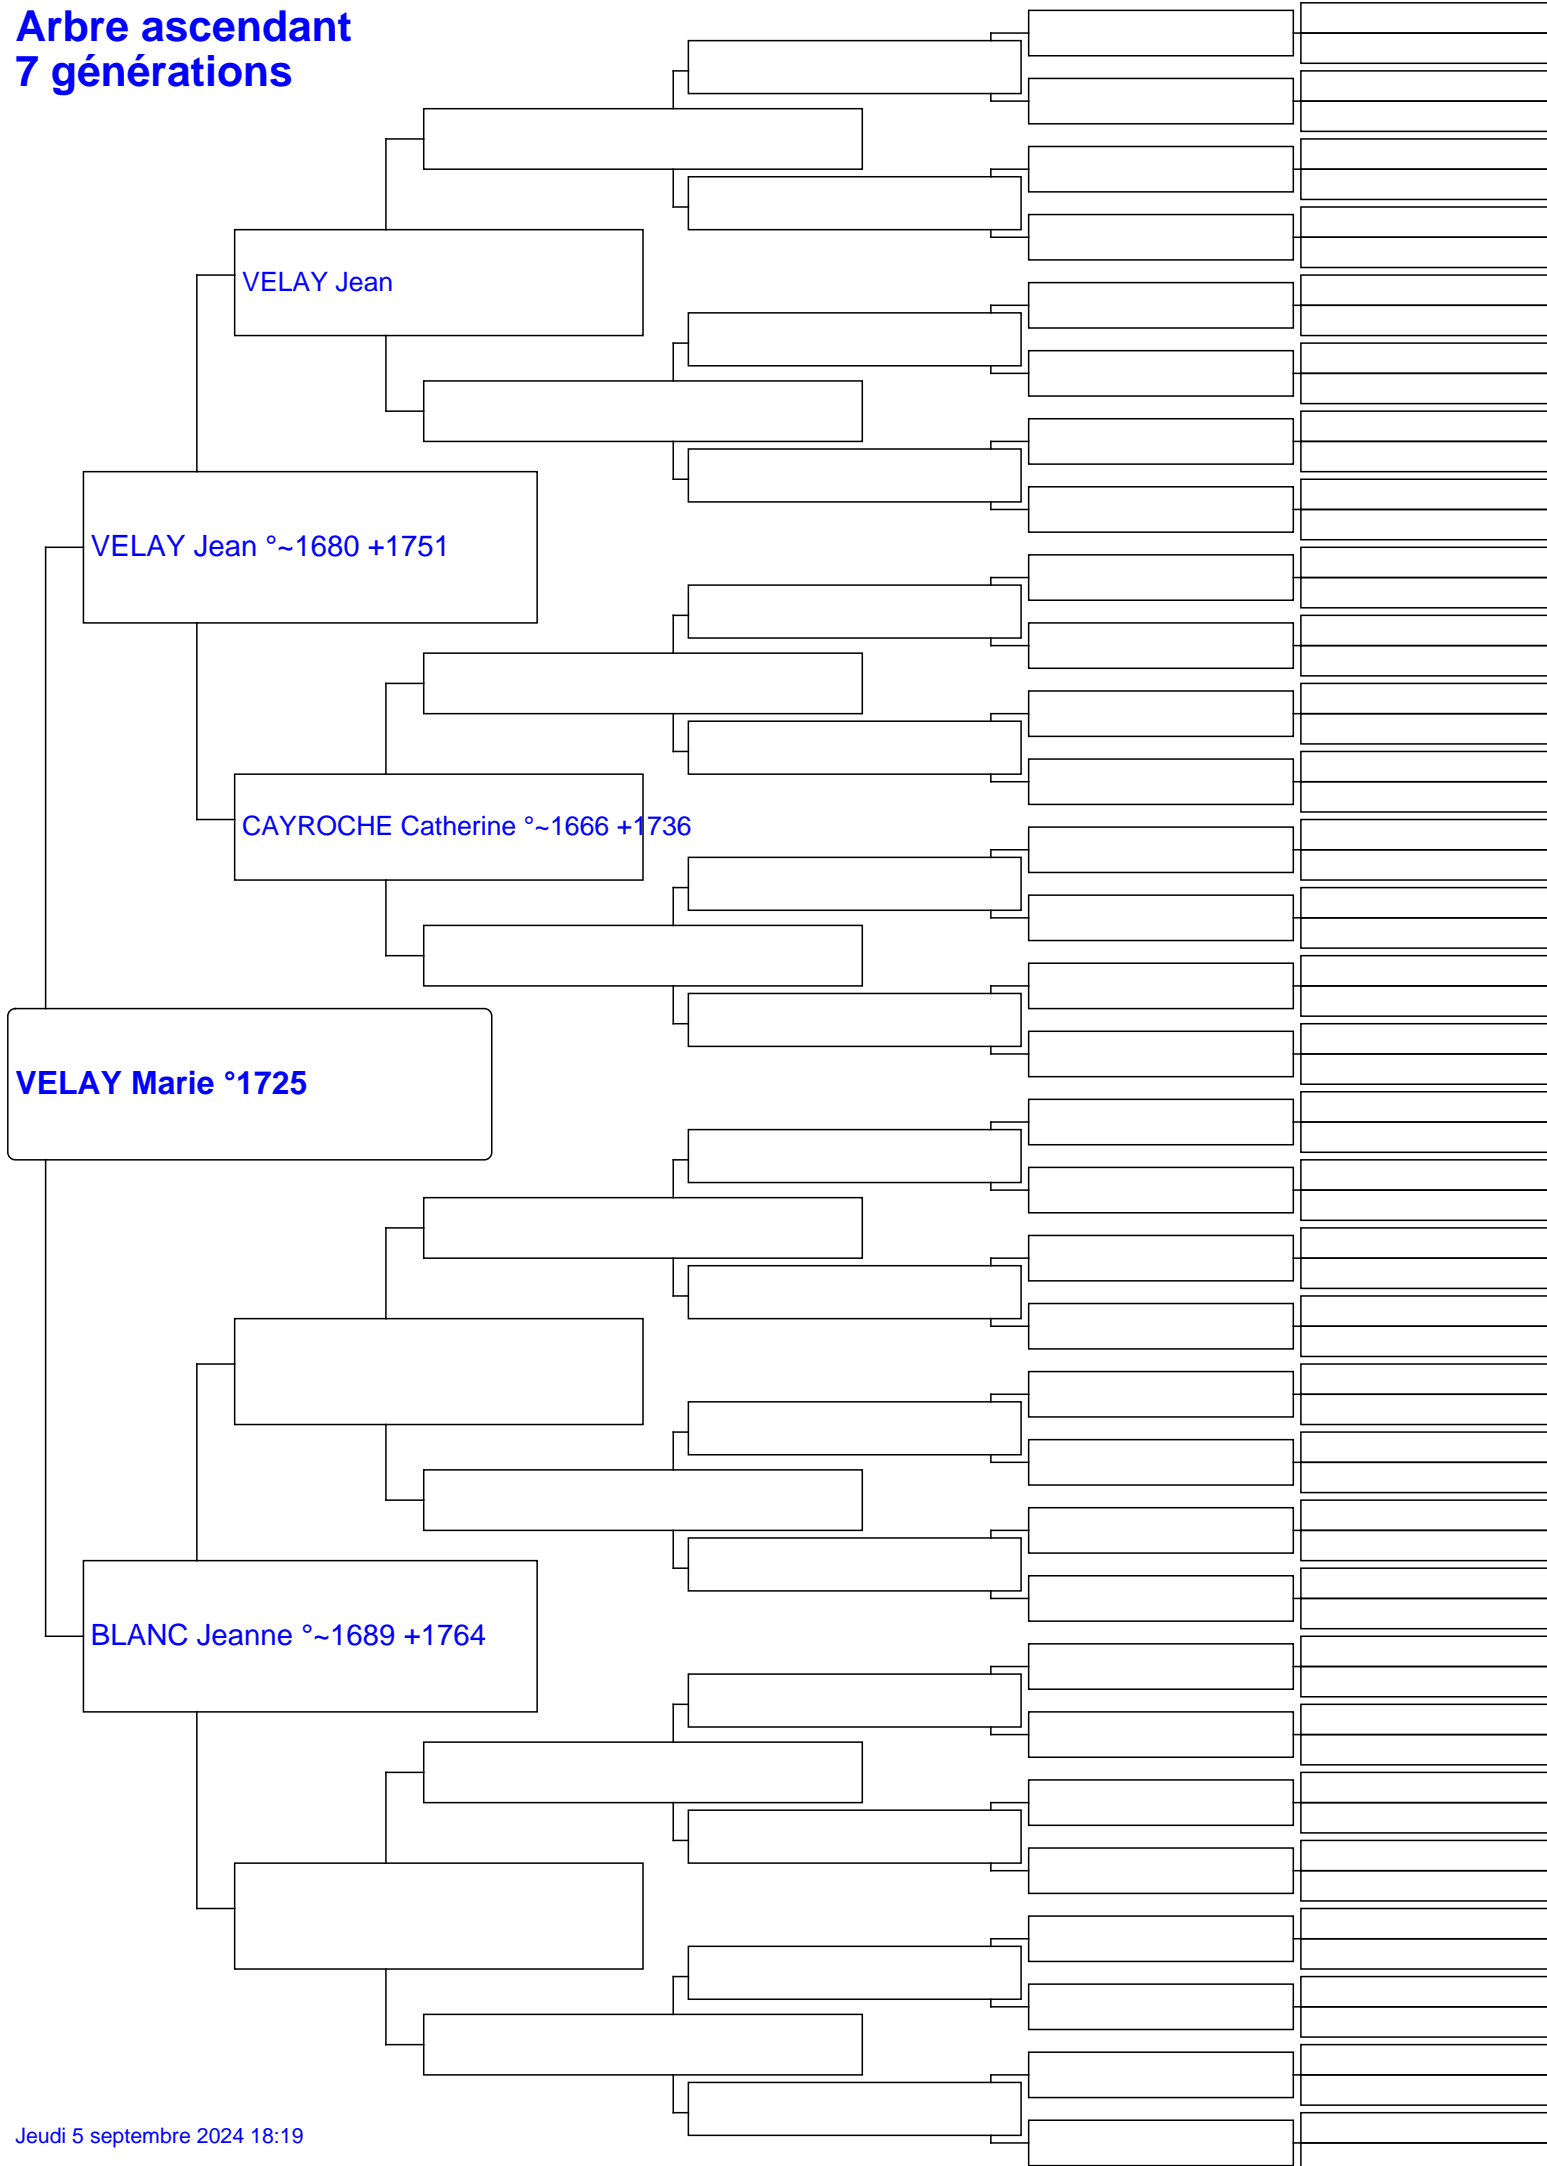 Arbre ascendant
7 générations
VELAY Jean
VELAY Jean °~1680 +1751
CAYROCHE Catherine °~1666 +1736
VELAY Marie °1725
BLANC Jeanne °~1689 +1764
Jeudi 5 septembre 2024 18:19